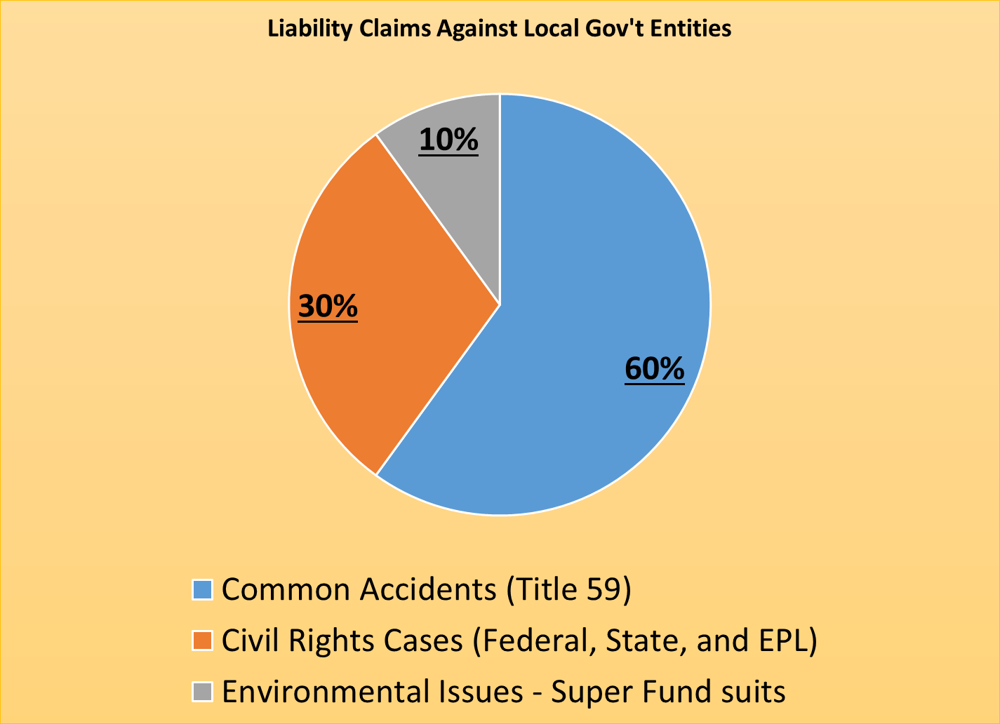 Liability Claims Against Local Gov't Entities
10%
30%
60%
Common Accidents (Title 59)
Civil Rights Cases (Federal, State, and EPL)
Environmental Issues - Super Fund suits